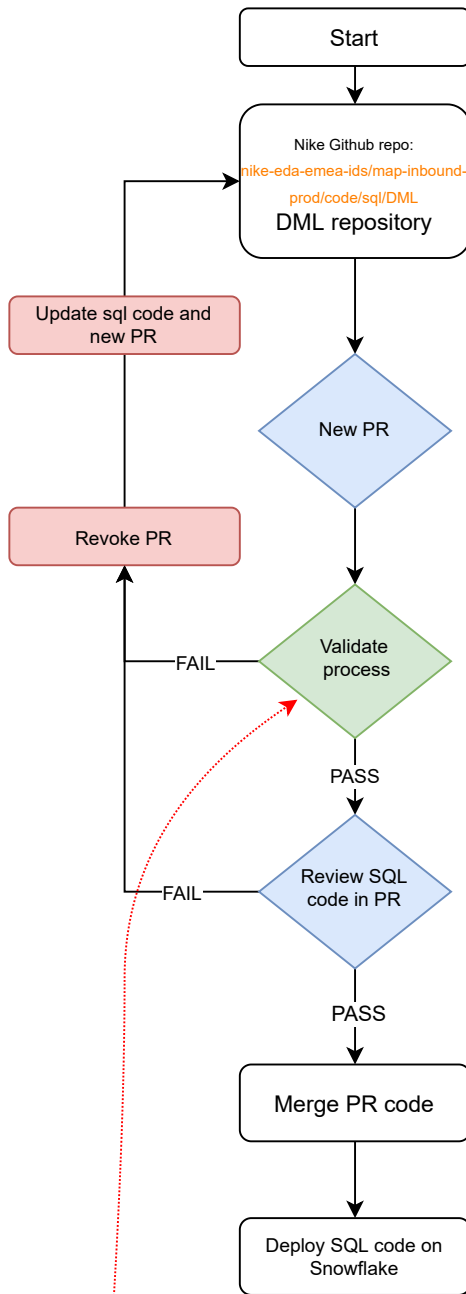 Start
Nike Github repo:
nike-eda-emea-ids/map-inbound-
prod/code/sql/DML
DML repository
Update sql code and
new PR
New PR
Revoke PR
Validate
process
FAIL
PASS
Review SQL
code in PR
FAIL
PASS
Merge PR code
Deploy SQL code on
Snowflake